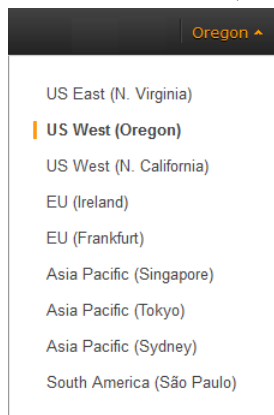 Oregon
US East (N. Virginia)
US West (Oregon)
US West (N. California)
EU (Ireland)
EU (Frankfurt)
Asia Pacific (Singapore)
Asia Pacific (Tokyo)
Asia Pacific (Sydney)
South America (São Paulo)